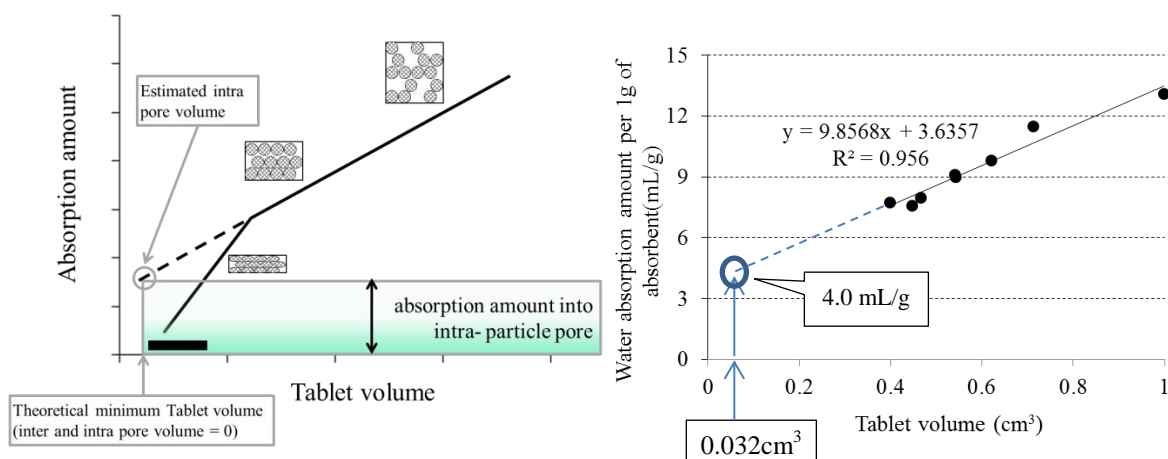 Estimated intra
pore volume
Absorption amount
absorption amount into
intra- particle pore
Tablet volume
Theoretical minimum Tablet volume
(inter and intra pore volume = 0)
Water absorption amount per 1g of
absorbent(mL/g)
15
12
9
6
3
0
y = 9.8568x + 3.6357
R² = 0.956
4.0 mL/g
0
0.2
0.4
0.6
0.8
1
Tablet volume (cm³)
0.032cm³